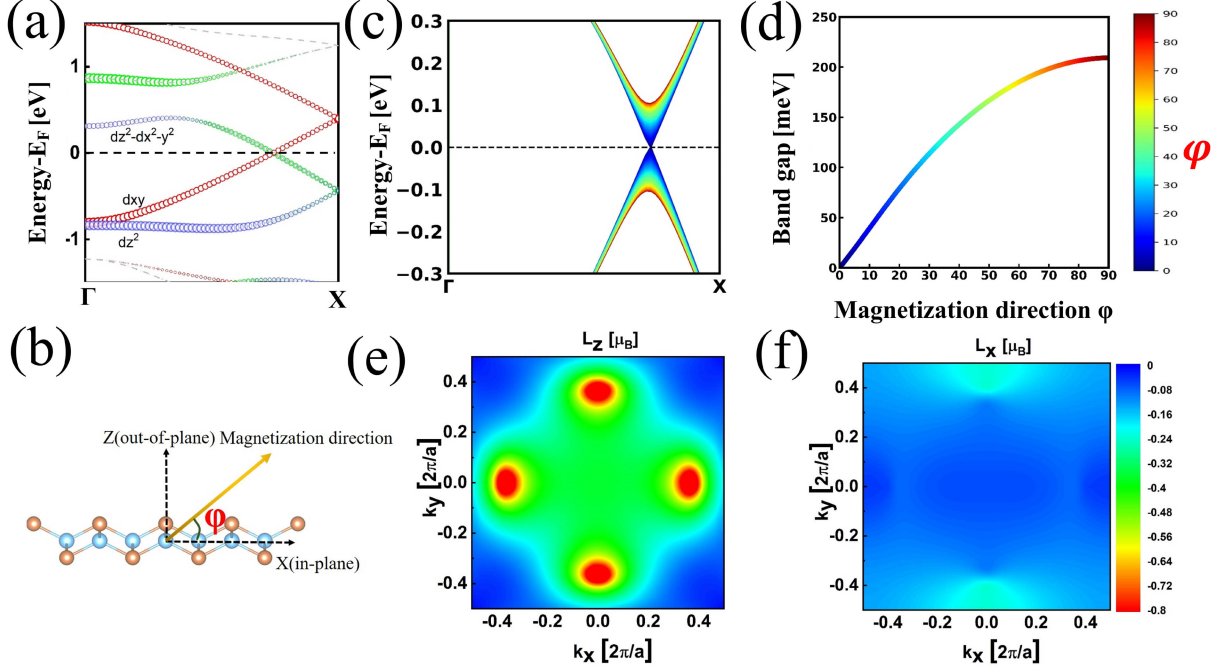 (a)
Energy-E_F [eV]
1
0
-1
dz²-dx²-y²
dxy
dz²
Γ
X
(c)
Energy-E_F [eV]
0.3
0.2
0.1
0.0
−0.1
−0.2
−0.3
Γ
X
(d)
Band gap [meV]
250
200
150
100
50
0
0 10 20 30 40 50 60 70 80 90
Magnetization direction φ
90
80
70
60
50
40
30
20
10
0
φ
(b)
Z(out-of-plane) Magnetization direction
φ
X(in-plane)
(e)
L_z [μ_B]
k_y [2π/a]
0.4
0.2
0.0
-0.2
-0.4
-0.4 -0.2 0.0 0.2 0.4
k_x [2π/a]
(f)
L_x [μ_B]
k_y [2π/a]
0.4
0.2
0.0
-0.2
-0.4
-0.4 -0.2 0.0 0.2 0.4
k_x [2π/a]
0
-0.08
-0.16
-0.24
-0.32
-0.4
-0.48
-0.56
-0.64
-0.72
-0.8